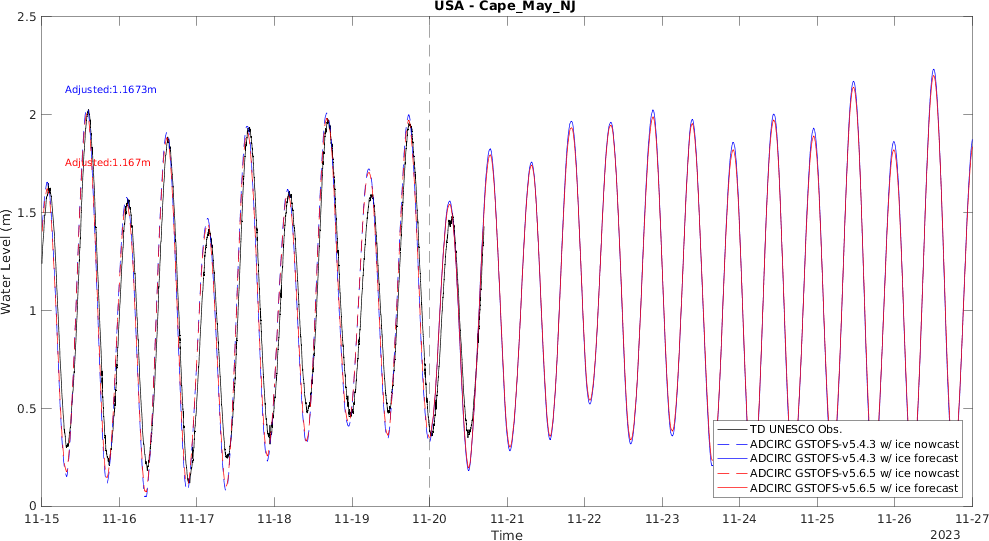 USA - Cape_May_NJ
2.5
2
1.5
1
0.5
0
Water Level (m)
Adjusted:1.1673m
Adjusted:1.167m
TD UNESCO Obs.
ADCIRC GSTOFS-v5.4.3 w/ ice nowcast
ADCIRC GSTOFS-v5.4.3 w/ ice forecast
ADCIRC GSTOFS-v5.6.5 w/ ice nowcast
ADCIRC GSTOFS-v5.6.5 w/ ice forecast
11-15 11-16 11-17 11-18 11-19 11-20 11-21 11-22 11-23 11-24 11-25 11-26 11-27
Time
2023